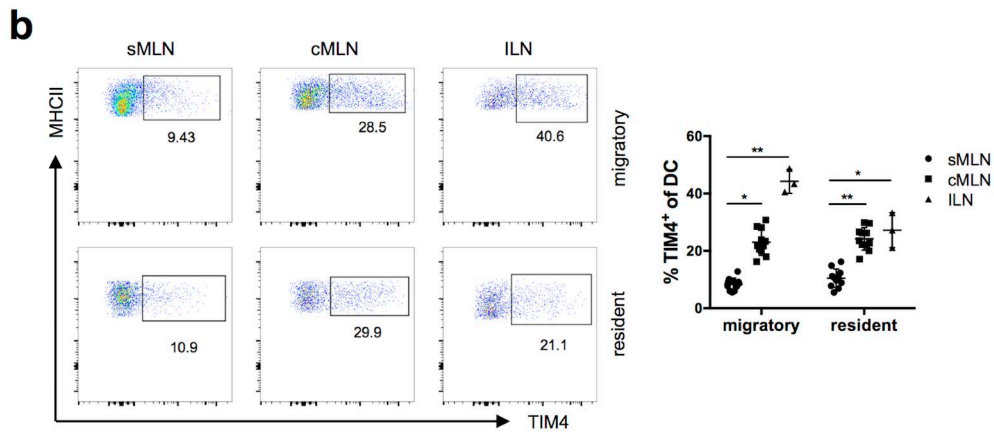 b
sMLN cMLN ILN
MHCII
9.43
28.5
40.6
migratory
10.9
29.9
21.1
resident
TIM4
% TIM4⁺ of DC
60
40
20
0
**
*
*
**
migratory resident
sMLN
cMLN
ILN